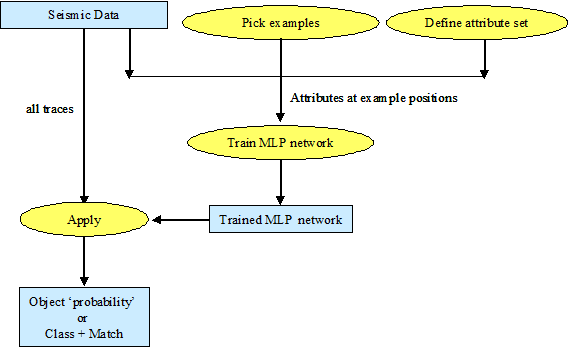 Seismic Data
Pick examples
Define attribute set
all traces
Attributes at example positions
Train MLP network
Apply
Trained MLP network
Object ‘probability’
or
Class + Match